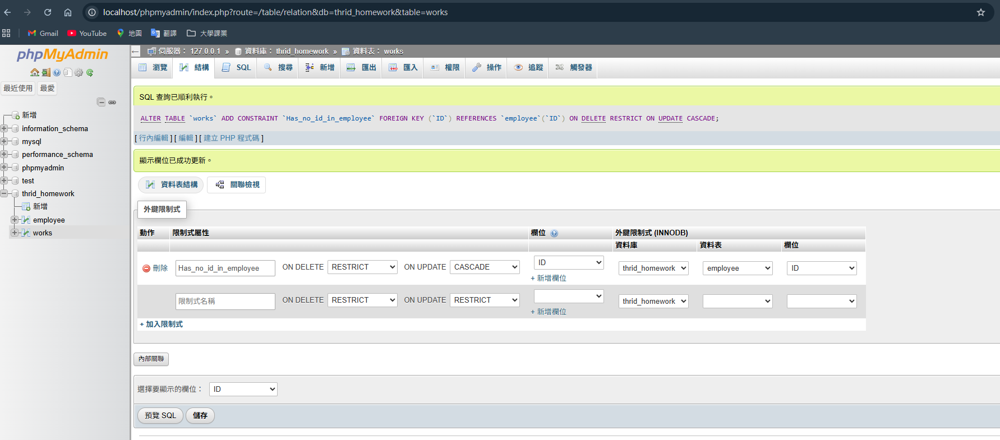 localhost/phpmyadmin/index.php?route=/table/relation&db=thrid_homework&table=works
Gmail YouTube 地圖 翻譯 大學課業
phpMyAdmin
伺服器： 127.0.0.1 » 資料庫： thrid_homework » 資料表： works
瀏覽 結構 SQL 搜尋 新增 匯出 匯入 權限 操作 追蹤 觸發器
最近使用 最愛
新增
information_schema
mysql
performance_schema
phpmyadmin
test
thrid_homework
新增
employee
works
SQL 查詢已順利執行。
ALTER TABLE `works` ADD CONSTRAINT `Has_no_id_in_employee` FOREIGN KEY (`ID`) REFERENCES `employee`(`ID`) ON DELETE RESTRICT ON UPDATE CASCADE;
[ 行內編輯 ] [ 編輯 ] [ 建立 PHP 程式碼 ]
顯示欄位已成功更新。
資料表結構 關聯檢視
外鍵限制式
動作 限制式屬性 欄位 外鍵限制式 (INNODB)
資料庫 資料表 欄位
刪除 Has_no_id_in_employee ON DELETE RESTRICT ON UPDATE CASCADE ID thrid_homework employee ID
+ 新增欄位
限制式名稱 ON DELETE RESTRICT ON UPDATE RESTRICT thrid_homework
+ 新增欄位
+ 加入限制式
內部關聯
選擇要顯示的欄位： ID
預覽 SQL 儲存